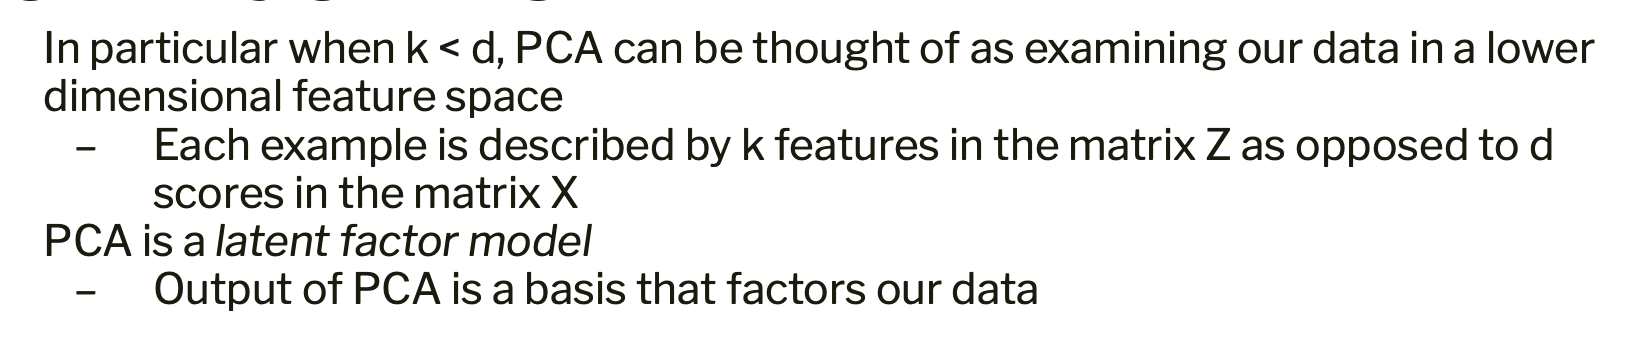 In particular when k < d, PCA can be thought of as examining our data in a lower
dimensional feature space
– Each example is described by k features in the matrix Z as opposed to d
scores in the matrix X
PCA is a latent factor model
– Output of PCA is a basis that factors our data